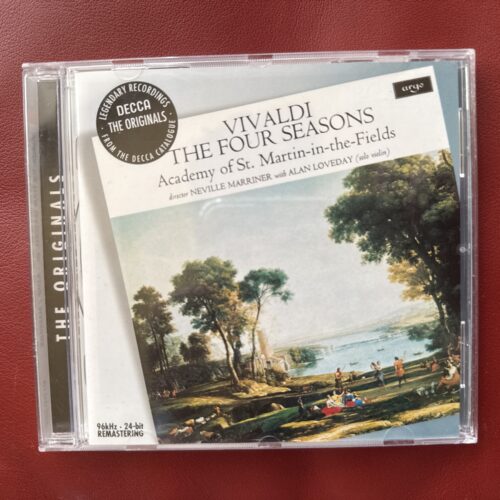 LEGENDARY RECORDINGS
DECCA
THE ORIGINALS
FROM THE DECCA CATALOGUE
argo
VIVALDI
THE FOUR SEASONS
Academy of St. Martin-in-the-Fields
director NEVILLE MARRINER with ALAN LOVEDAY (solo violin)
THE ORIGINALS
96kHz · 24-bit
REMASTERING